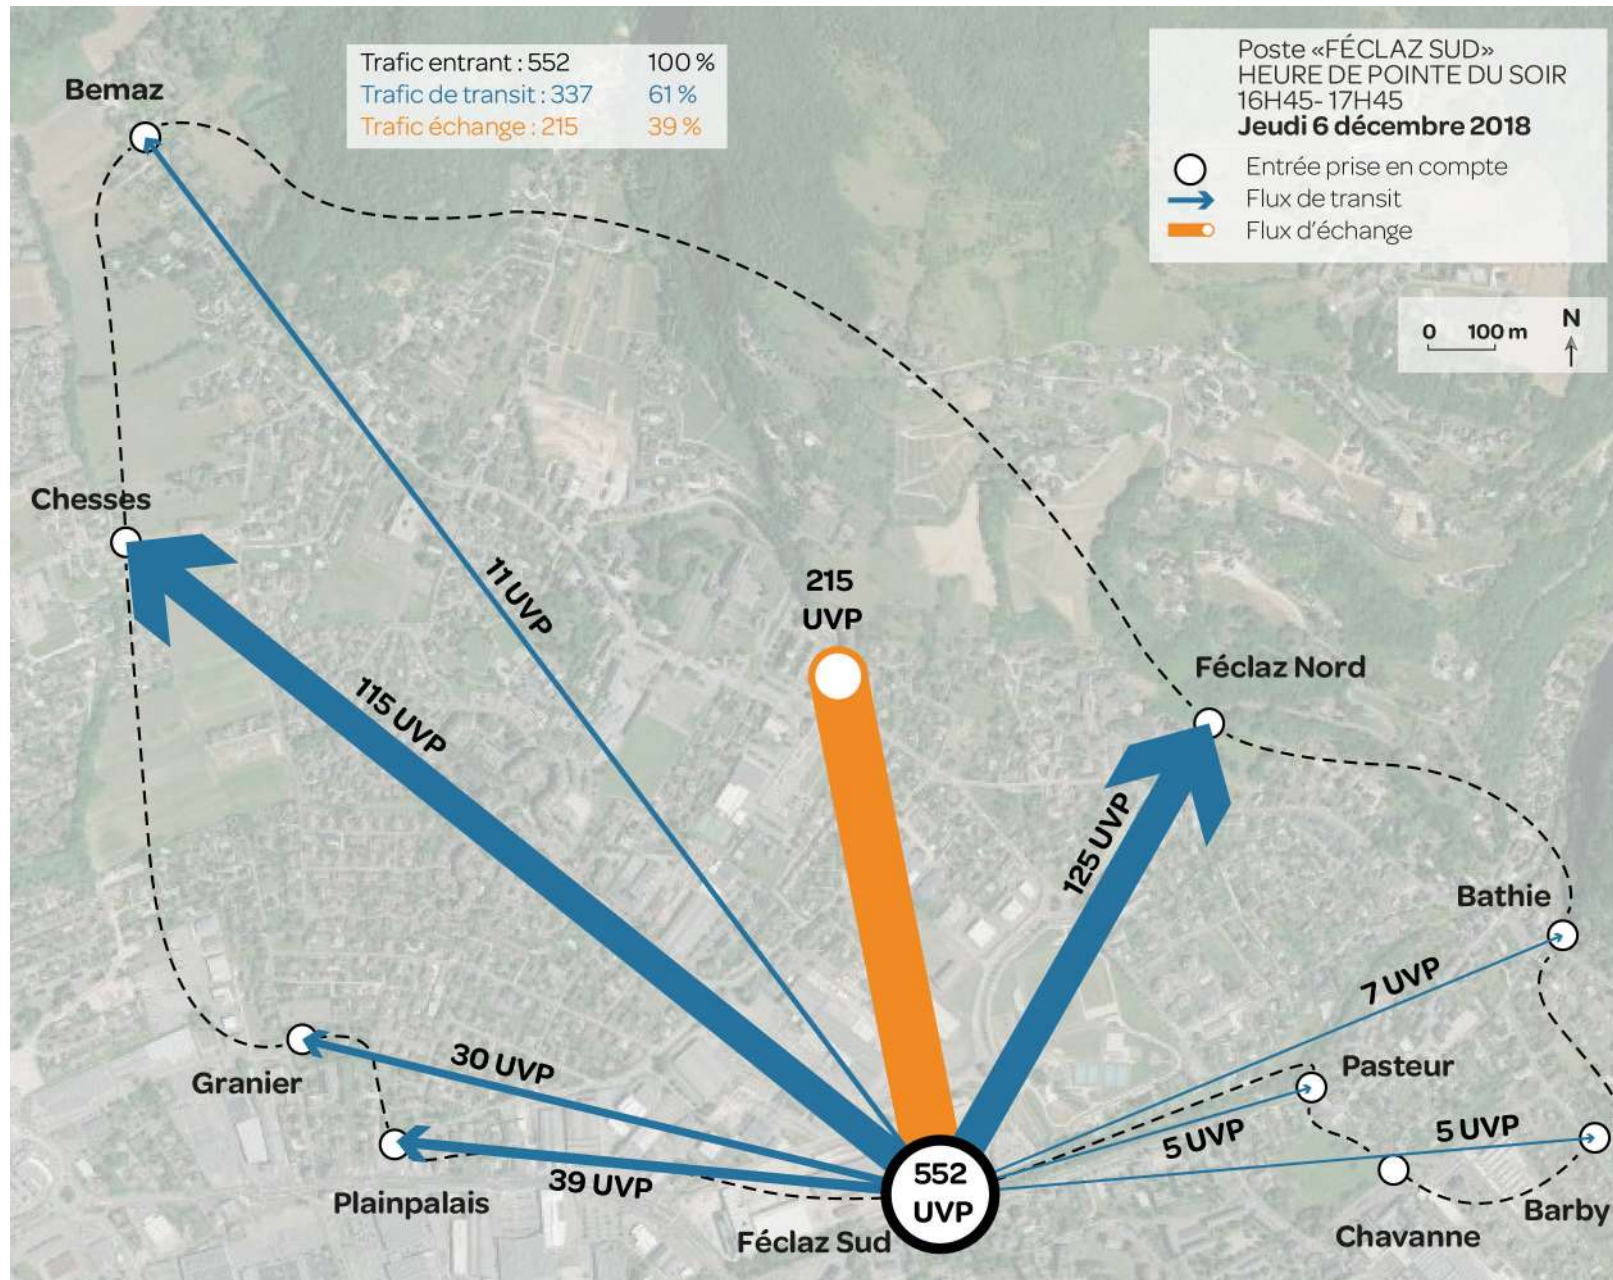 Trafic entrant : 552 100 %
Trafic de transit : 337 61 %
Trafic échange : 215 39 %
Poste «FÉCLAZ SUD»
HEURE DE POINTE DU SOIR
16H45- 17H45
Jeudi 6 décembre 2018
Entrée prise en compte
Flux de transit
Flux d'échange
0 100 m N
Bemaz
Chesses
11 UVP
215
UVP
Féclaz Nord
115 UVP
125 UVP
Bathie
7 UVP
Granier
30 UVP
Pasteur
5 UVP
5 UVP
Plainpalais
39 UVP
552
UVP
Féclaz Sud
Chavanne
Barby